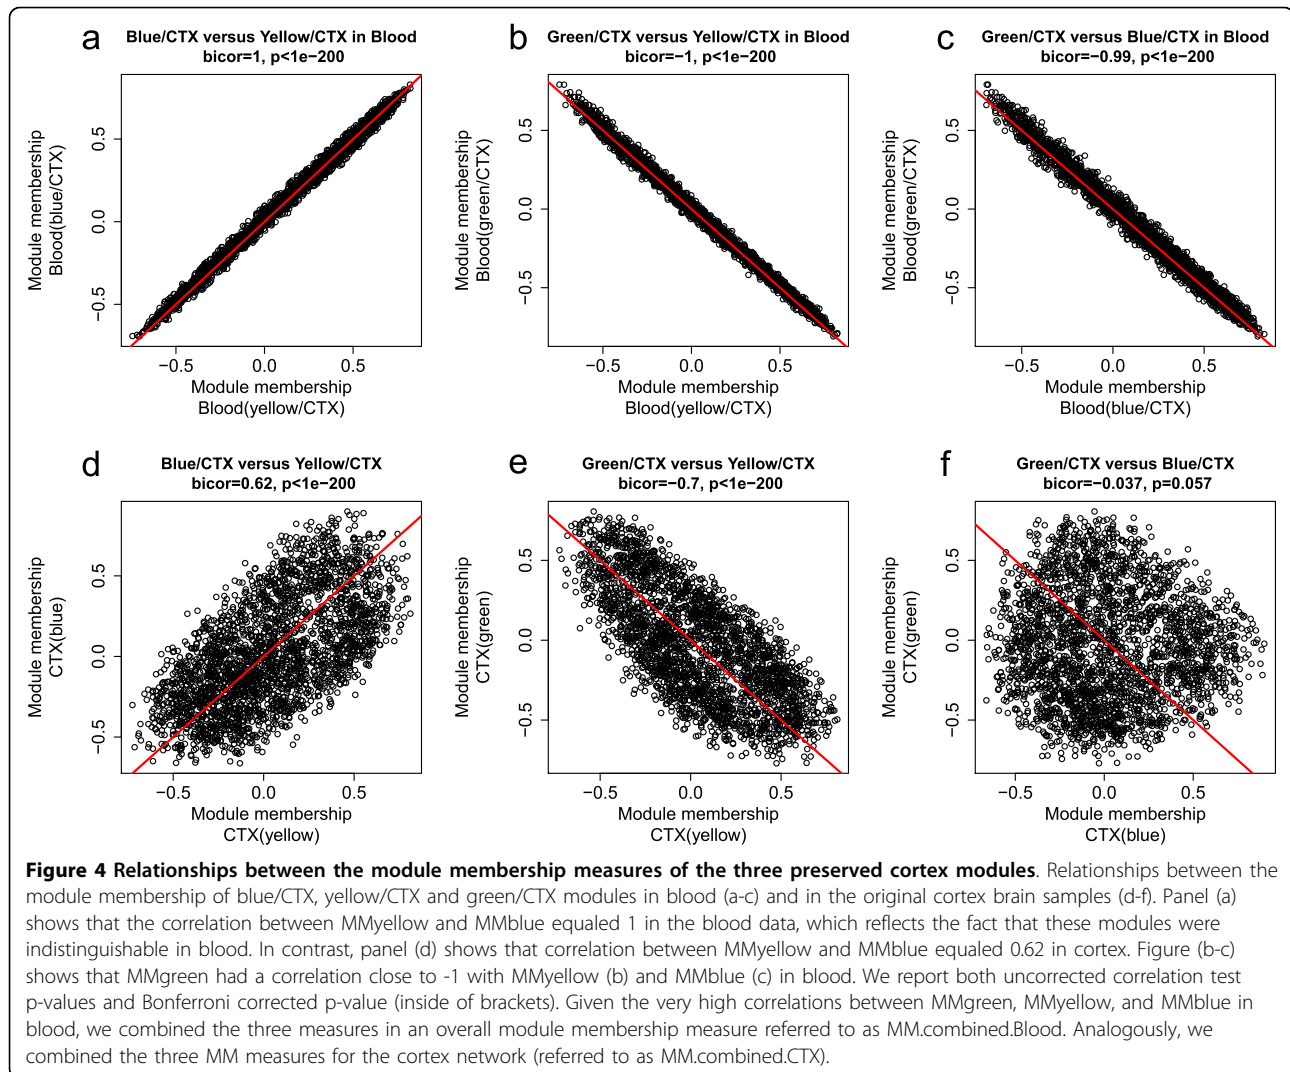 a
Blue/CTX versus Yellow/CTX in Blood
bicor=1, p<1e−200
Module membership
Blood(blue/CTX)
0.5
0.0
−0.5
−0.5 0.0 0.5
Module membership
Blood(yellow/CTX)
b
Green/CTX versus Yellow/CTX in Blood
bicor=−1, p<1e−200
Module membership
Blood(green/CTX)
0.5
0.0
−0.5
−0.5 0.0 0.5
Module membership
Blood(yellow/CTX)
c
Green/CTX versus Blue/CTX in Blood
bicor=−0.99, p<1e−200
Module membership
Blood(green/CTX)
0.5
0.0
−0.5
−0.5 0.0 0.5
Module membership
Blood(blue/CTX)
d
Blue/CTX versus Yellow/CTX
bicor=0.62, p<1e−200
Module membership
CTX(blue)
0.5
0.0
−0.5
−0.5 0.0 0.5
Module membership
CTX(yellow)
e
Green/CTX versus Yellow/CTX
bicor=−0.7, p<1e−200
Module membership
CTX(green)
0.5
0.0
−0.5
−0.5 0.0 0.5
Module membership
CTX(yellow)
f
Green/CTX versus Blue/CTX
bicor=−0.037, p=0.057
Module membership
CTX(green)
0.5
0.0
−0.5
−0.5 0.0 0.5
Module membership
CTX(blue)
Figure 4 Relationships between the module membership measures of the three preserved cortex modules. Relationships between the
module membership of blue/CTX, yellow/CTX and green/CTX modules in blood (a-c) and in the original cortex brain samples (d-f). Panel (a)
shows that the correlation between MMyellow and MMblue equaled 1 in the blood data, which reflects the fact that these modules were
indistinguishable in blood. In contrast, panel (d) shows that correlation between MMyellow and MMblue equaled 0.62 in cortex. Figure (b-c)
shows that MMgreen had a correlation close to -1 with MMyellow (b) and MMblue (c) in blood. We report both uncorrected correlation test
p-values and Bonferroni corrected p-value (inside of brackets). Given the very high correlations between MMgreen, MMyellow, and MMblue in
blood, we combined the three measures in an overall module membership measure referred to as MM.combined.Blood. Analogously, we
combined the three MM measures for the cortex network (referred to as MM.combined.CTX).